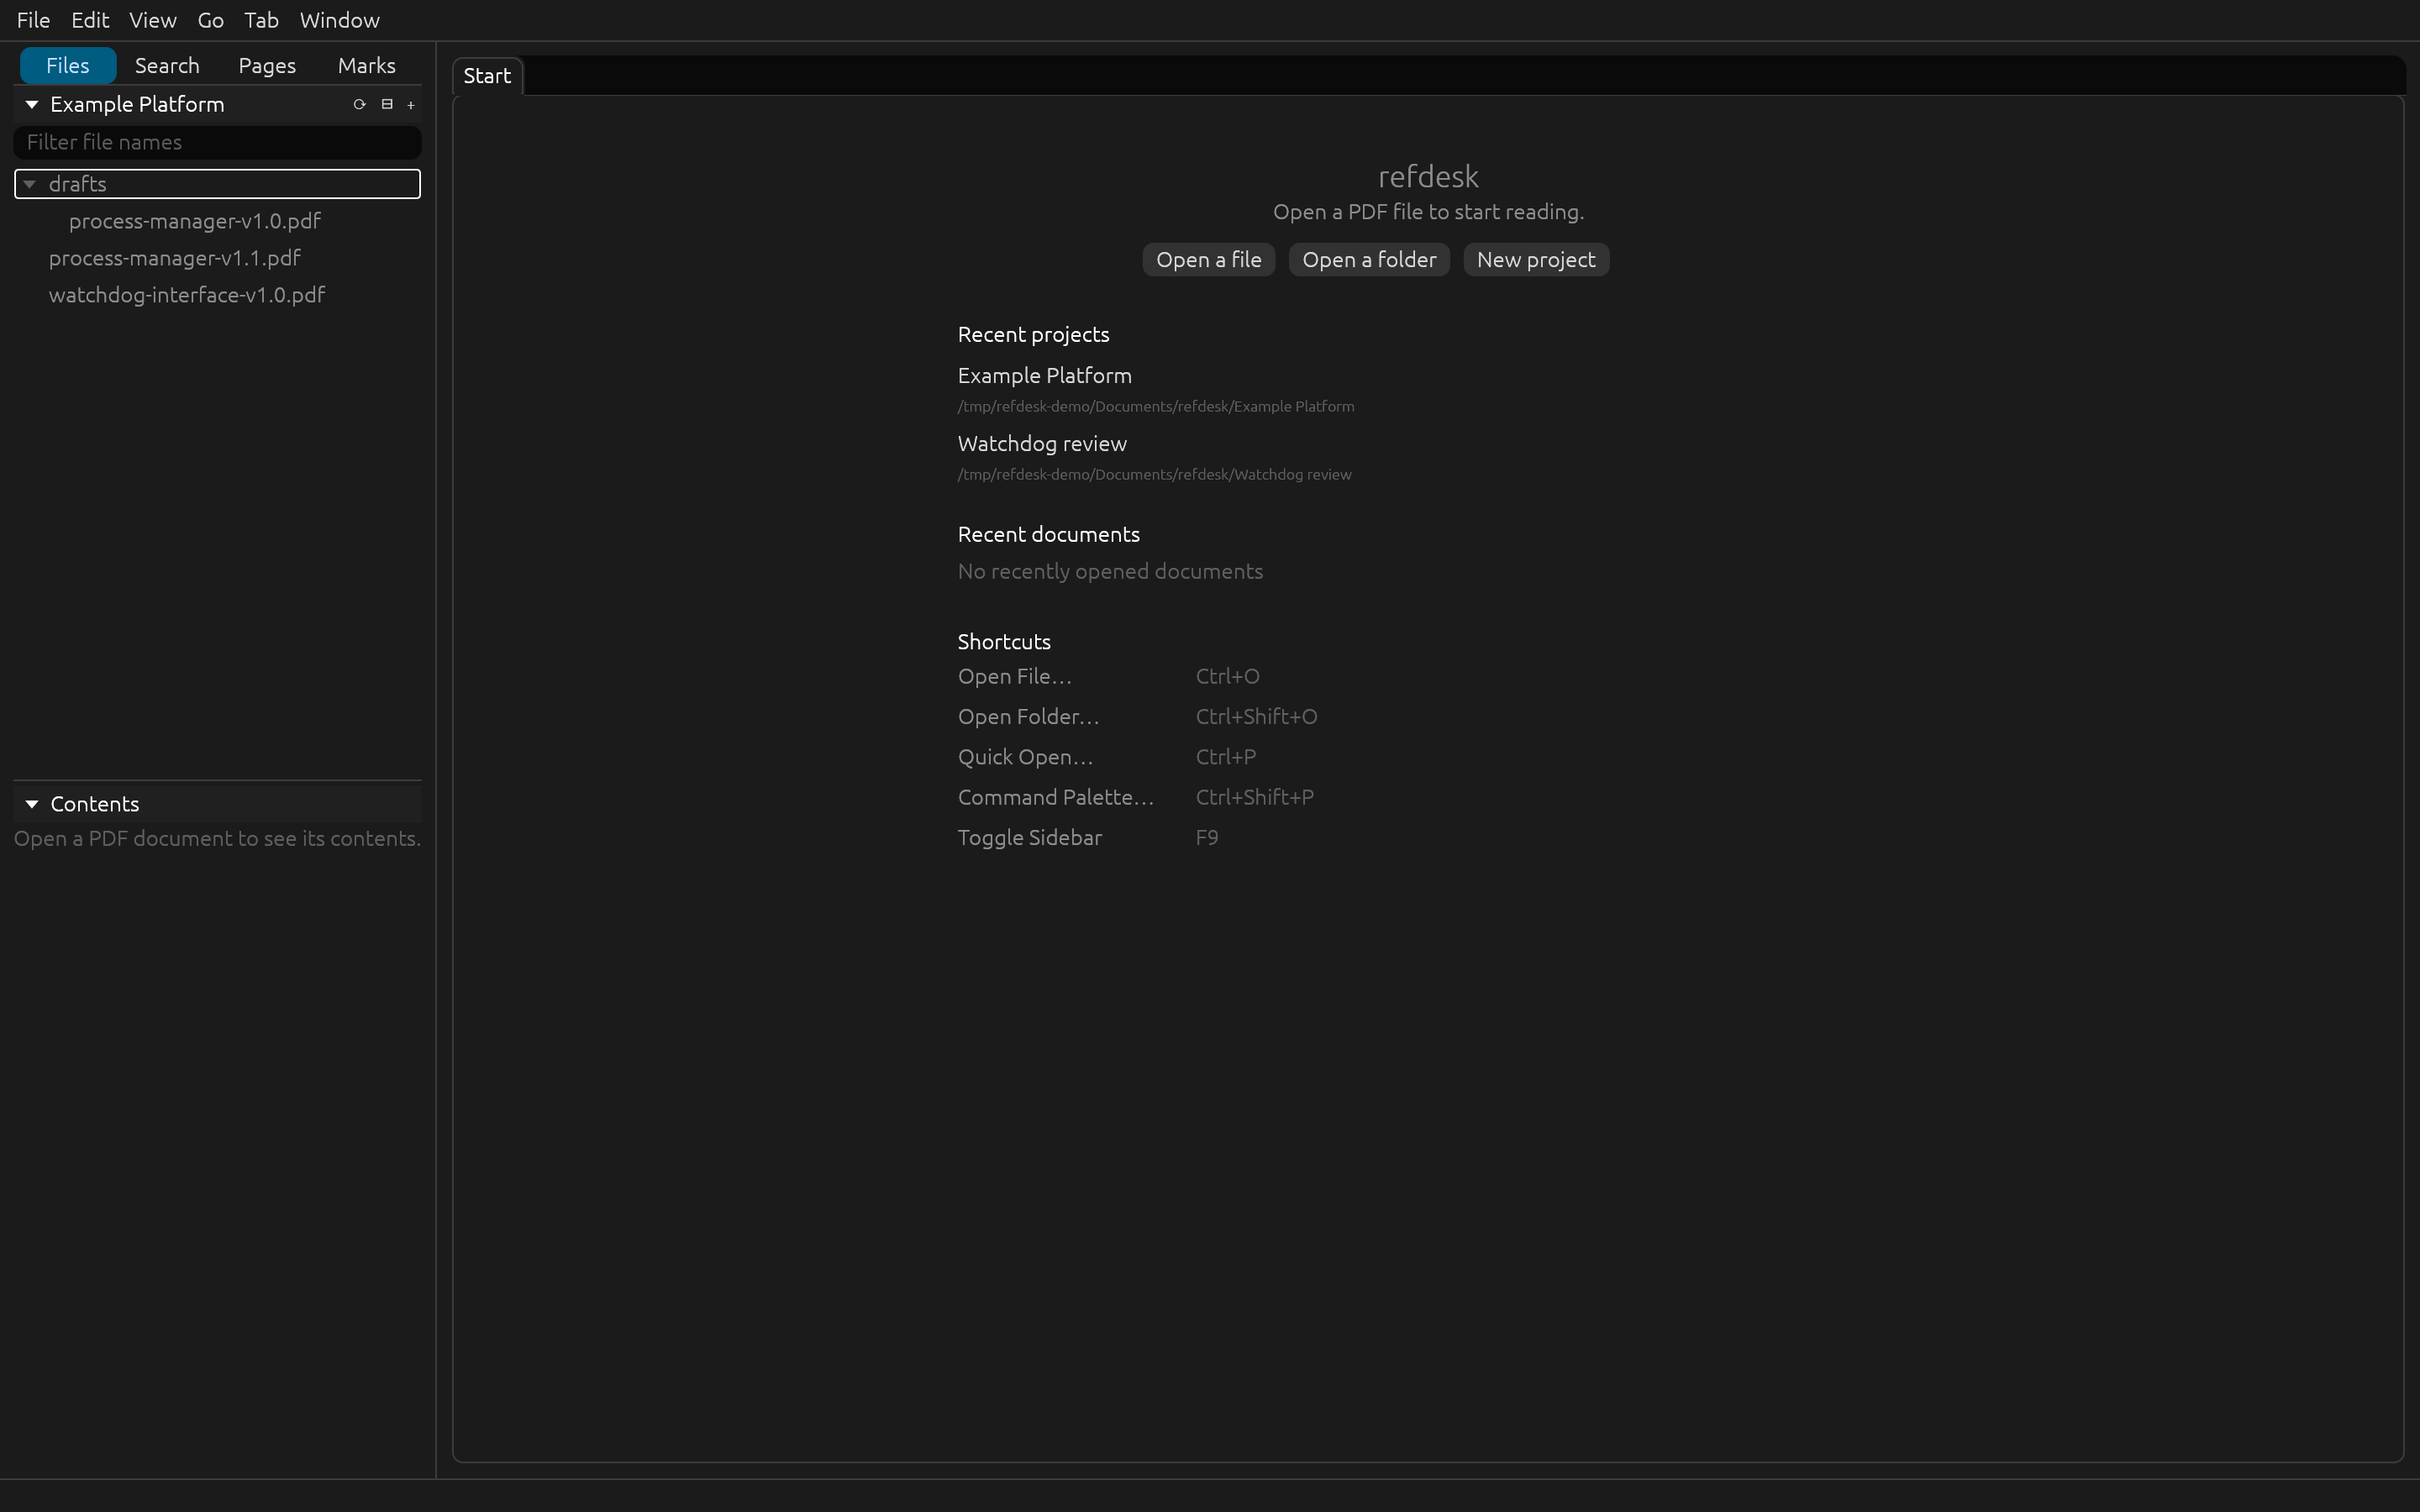 File Edit View Go Tab Window
Files Search Pages Marks
Example Platform
Filter file names
drafts
process-manager-v1.0.pdf
process-manager-v1.1.pdf
watchdog-interface-v1.0.pdf
Contents
Open a PDF document to see its contents.
Start
refdesk
Open a PDF file to start reading.
Open a file Open a folder New project
Recent projects
Example Platform
/tmp/refdesk-demo/Documents/refdesk/Example Platform
Watchdog review
/tmp/refdesk-demo/Documents/refdesk/Watchdog review
Recent documents
No recently opened documents
Shortcuts
Open File… Ctrl+O
Open Folder… Ctrl+Shift+O
Quick Open… Ctrl+P
Command Palette… Ctrl+Shift+P
Toggle Sidebar F9